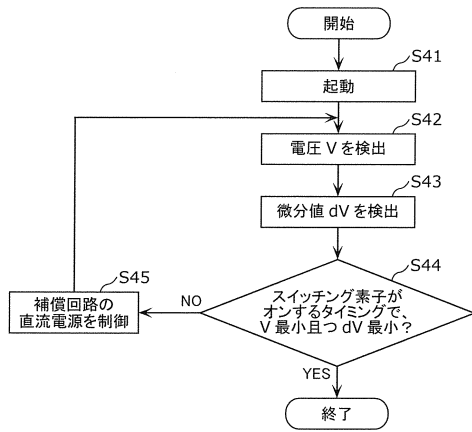 開始
S41
起動
S42
電圧 V を検出
S43
微分値 dV を検出
S44
スイッチング素子が
オンするタイミングで、
V 最小且つ dV 最小？
S45
補償回路の
直流電源を制御
NO
YES
終了